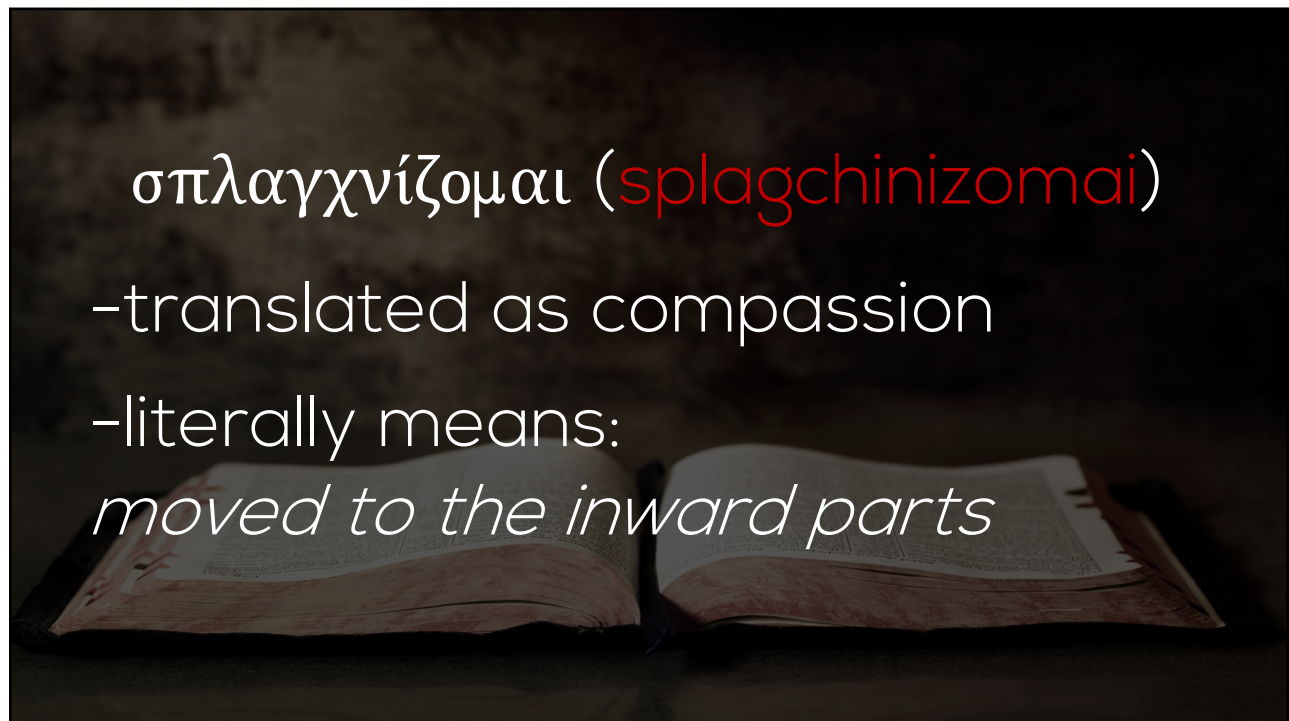 σπλαγχνίζομαι (splagchinizomai)
-translated as compassion
-literally means:
moved to the inward parts